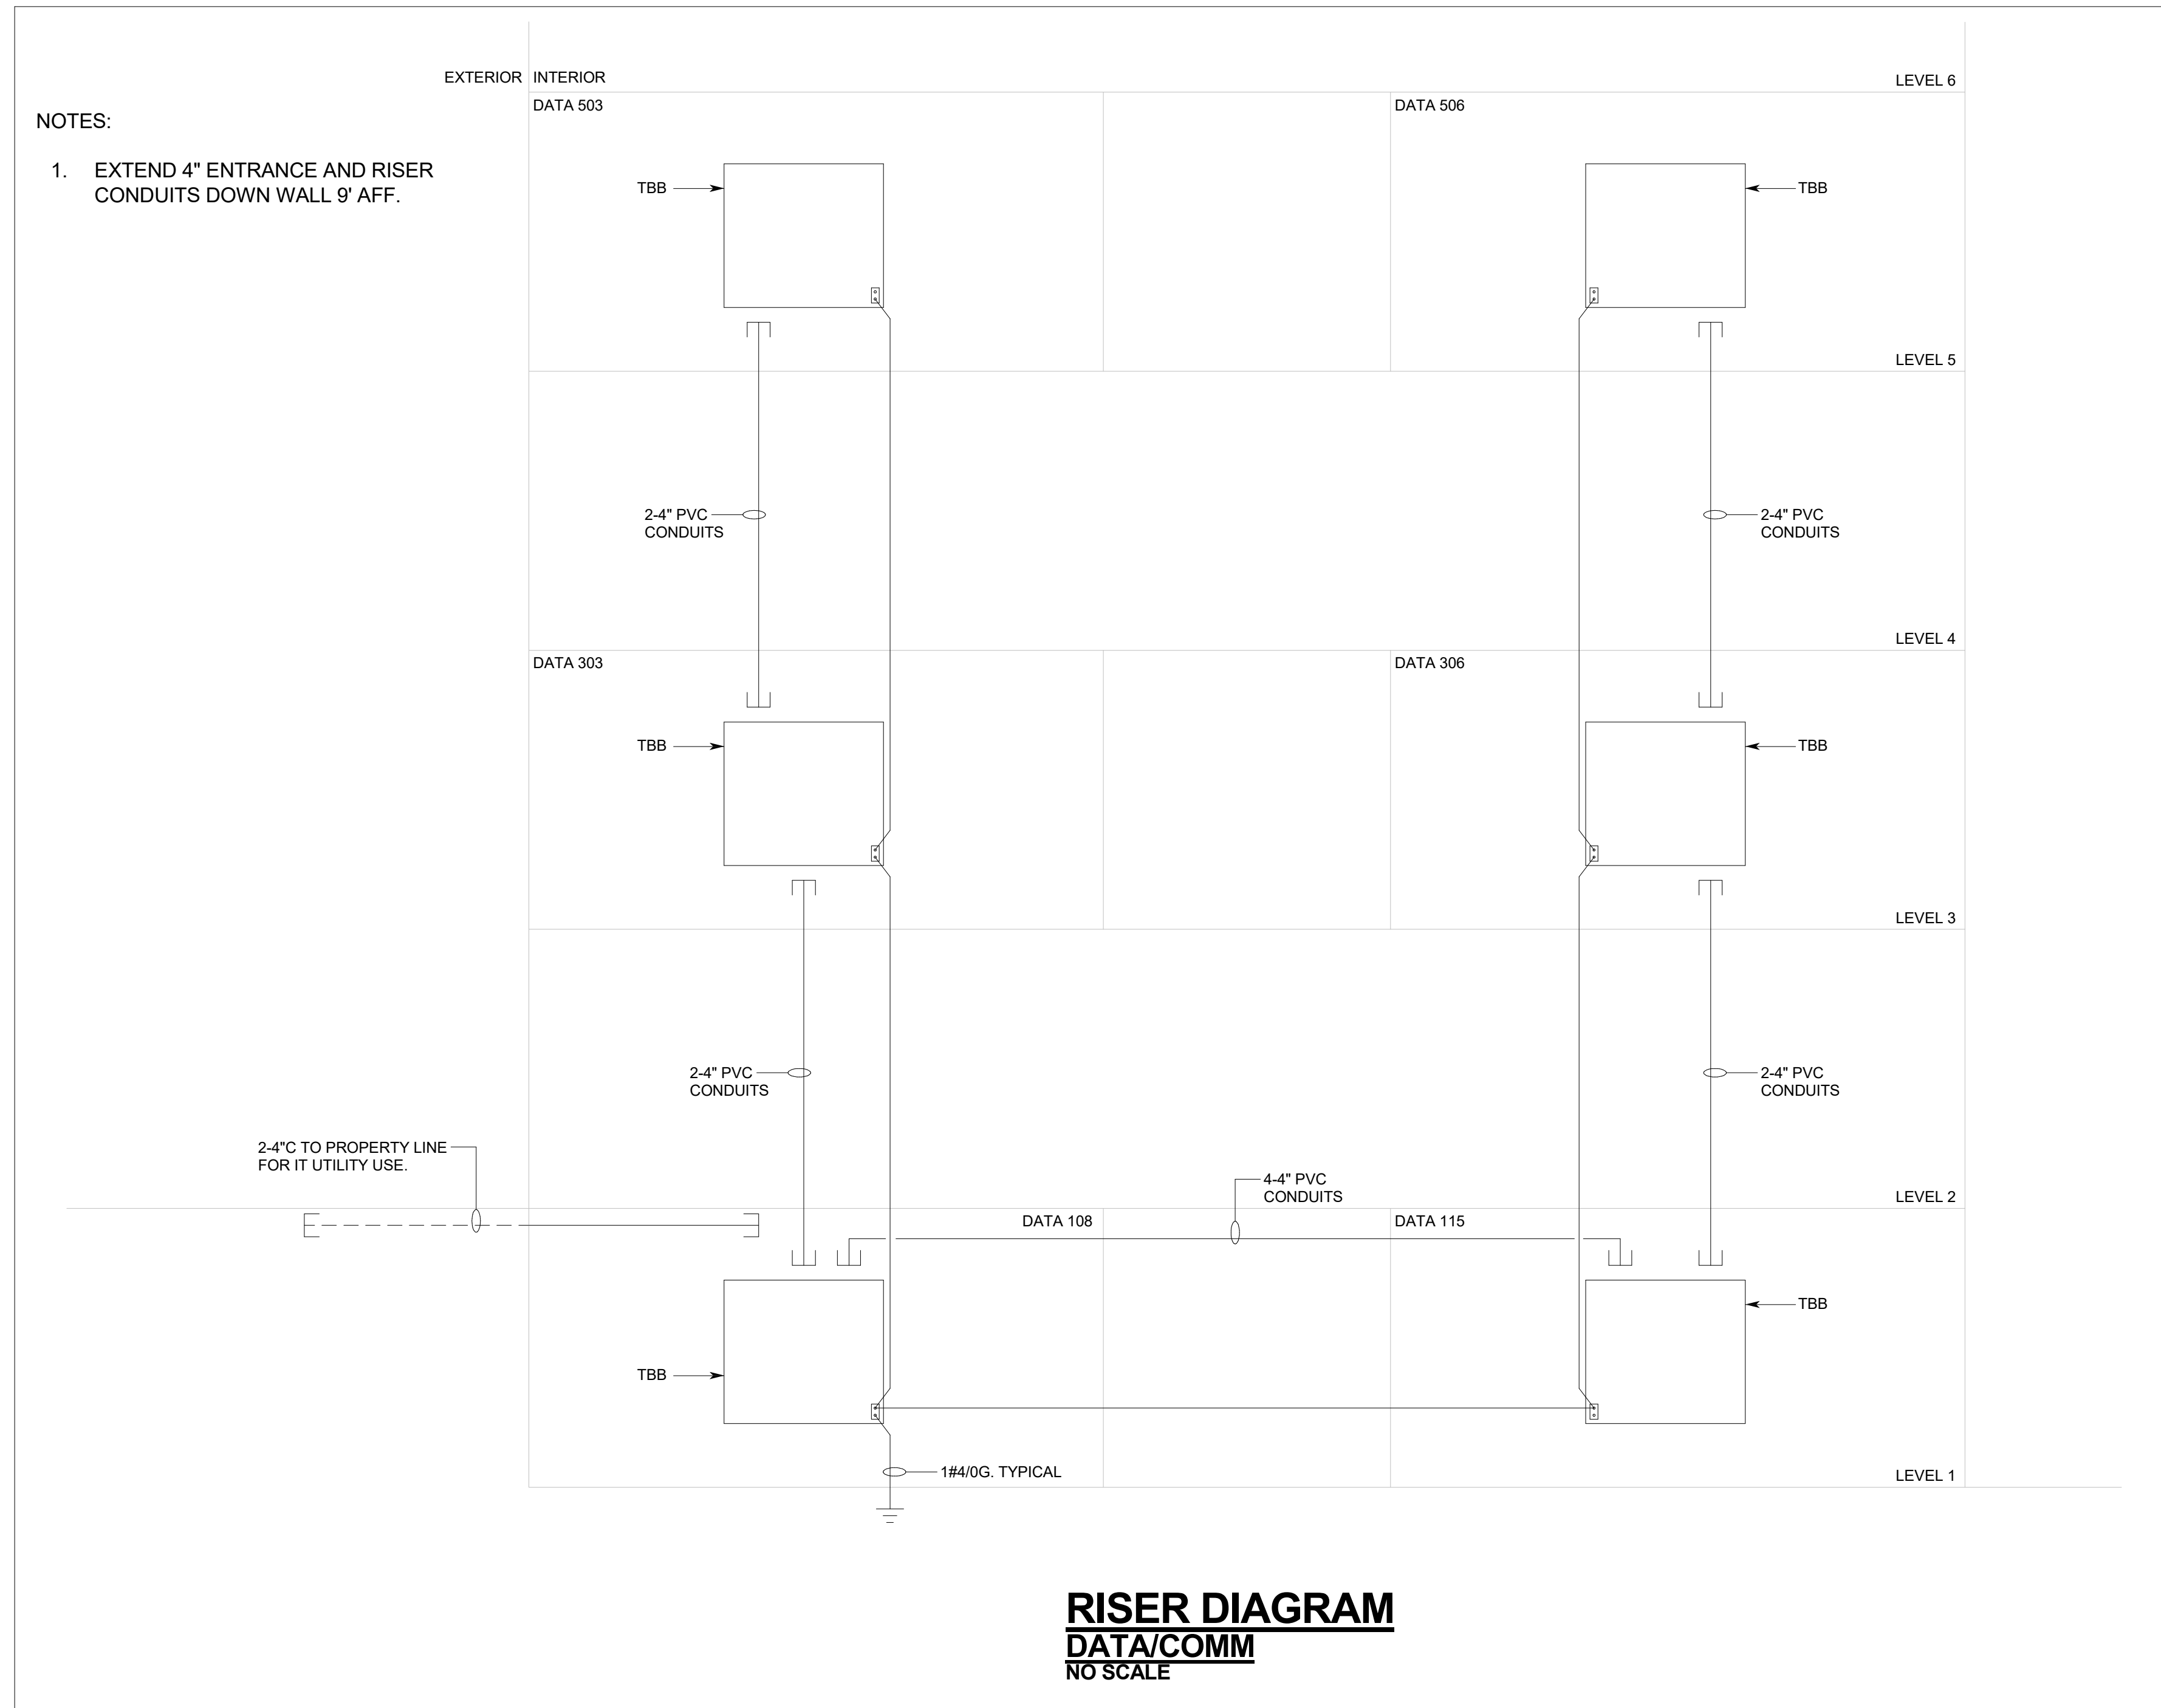 EXTERIOR INTERIOR
LEVEL 6
NOTES:
1. EXTEND 4" ENTRANCE AND RISER
CONDUITS DOWN WALL 9' AFF.
DATA 503
DATA 506
TBB
TBB
LEVEL 5
2-4" PVC
CONDUITS
2-4" PVC
CONDUITS
LEVEL 4
DATA 303
DATA 306
TBB
TBB
LEVEL 3
2-4" PVC
CONDUITS
2-4" PVC
CONDUITS
2-4"C TO PROPERTY LINE
FOR IT UTILITY USE.
4-4" PVC
CONDUITS
LEVEL 2
DATA 108
DATA 115
TBB
TBB
1#4/0G. TYPICAL
LEVEL 1
RISER DIAGRAM
DATA/COMM
NO SCALE